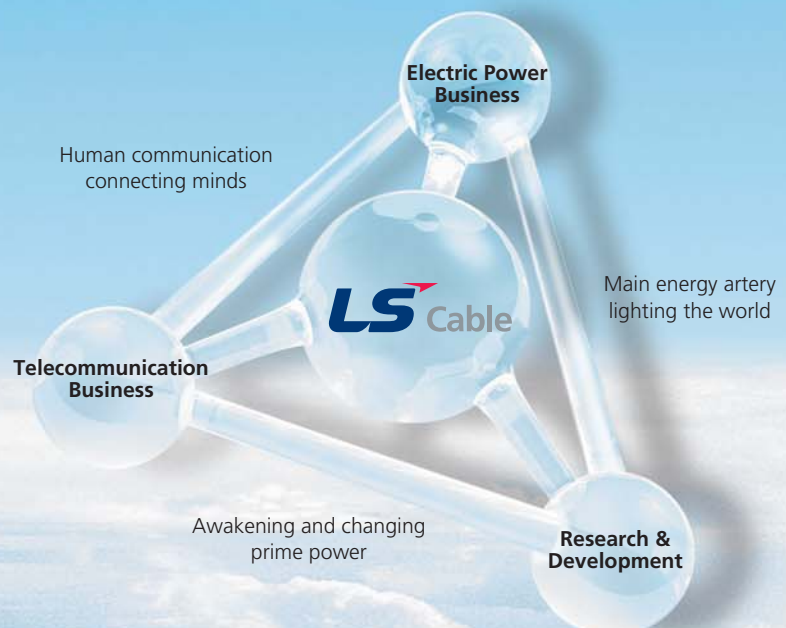 Electric Power
Business
Human communication
connecting minds
Main energy artery
lighting the world
LS Cable
Telecommunication
Business
Awakening and changing
prime power
Research &
Development